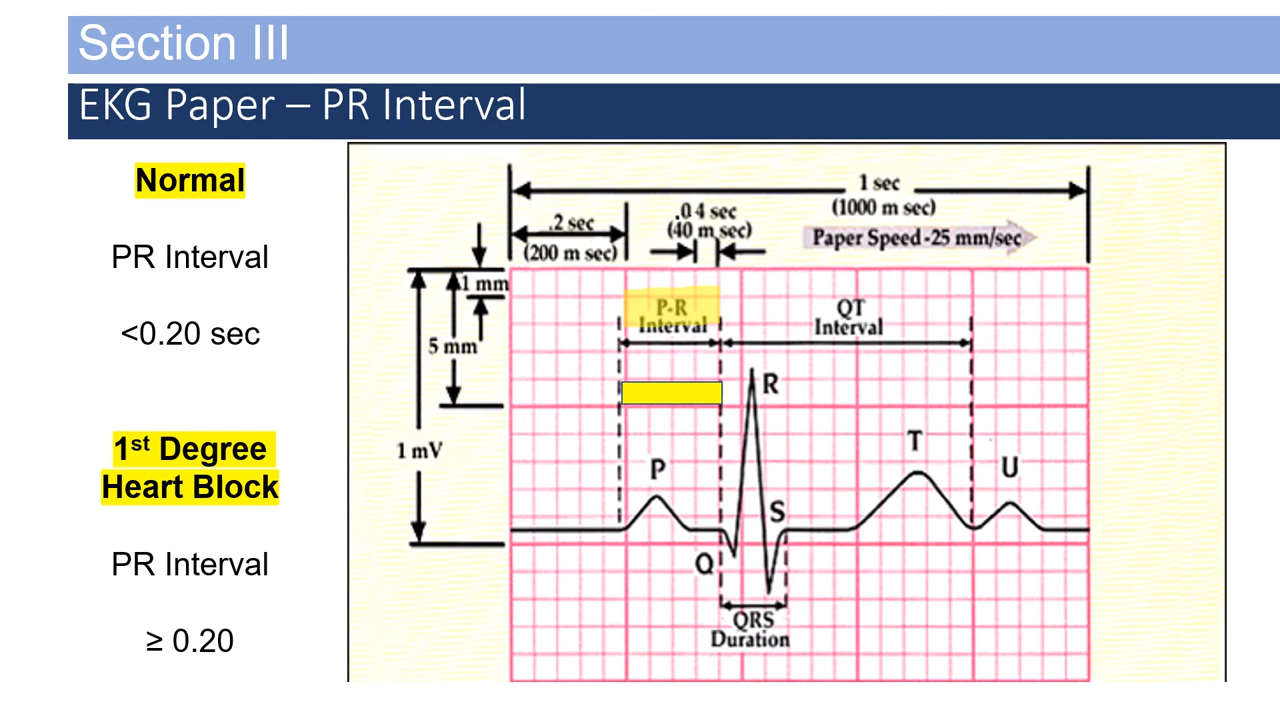 Section III
EKG Paper – PR Interval
Normal
PR Interval
<0.20 sec
1st Degree
Heart Block
PR Interval
≥ 0.20
1 sec
(1000 m sec)
.2 sec
(200 m sec)
.04 sec
(40 m sec)
Paper Speed-25 mm/sec
1 mm
5 mm
1 mV
P-R
Interval
QT
Interval
R
P
T
U
S
Q
QRS
Duration